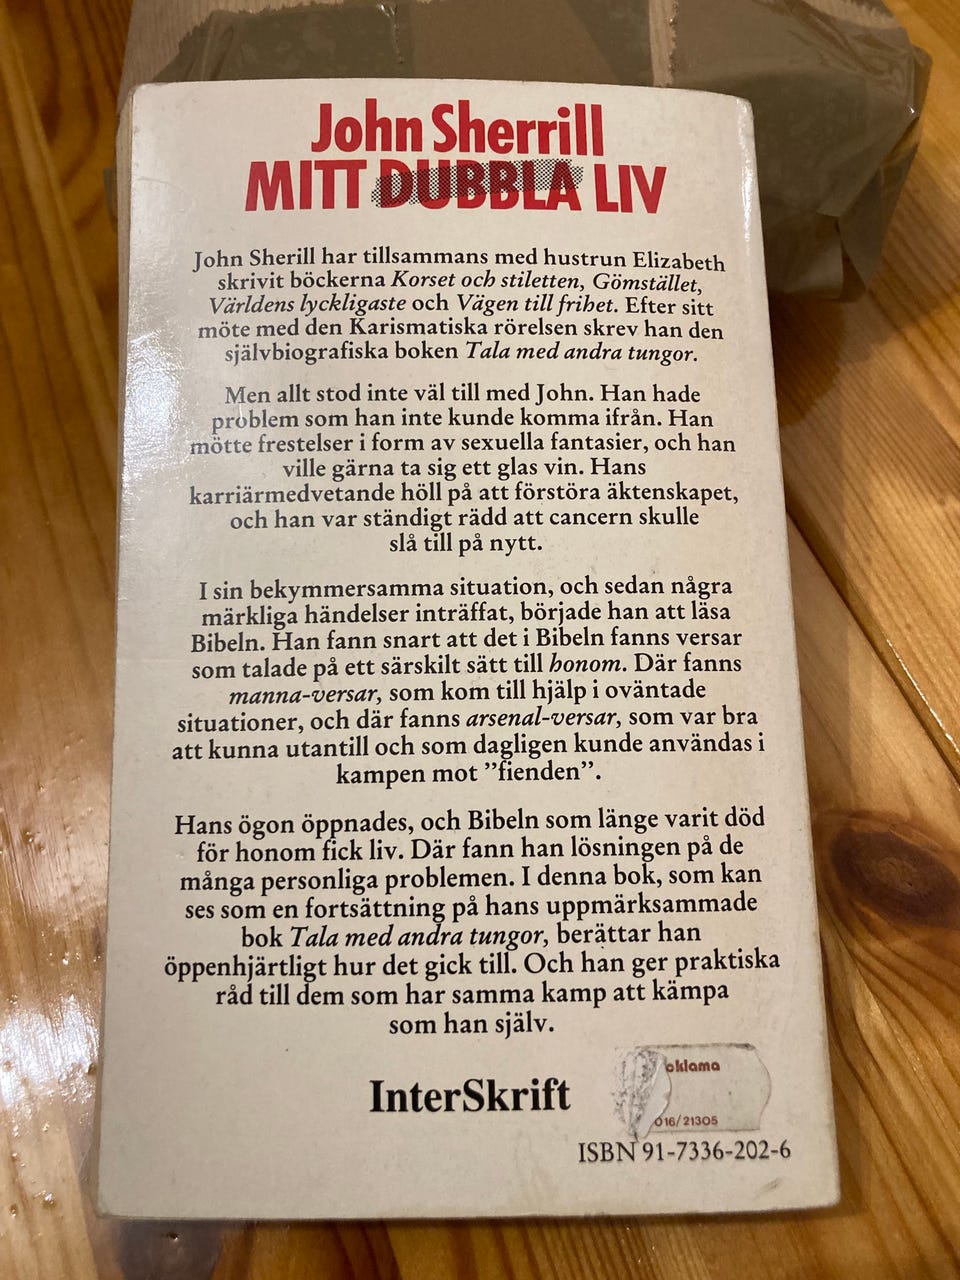 John Sherrill
MITT DUBBLA LIV
John Sherill har tillsammans med hustrun Elizabeth
skrivit böckerna Korset och stiletten, Gömstället,
Världens lyckligaste och Vägen till frihet. Efter sitt
möte med den Karismatiska rörelsen skrev han den
självbiografiska boken Tala med andra tungor.
Men allt stod inte väl till med John. Han hade
problem som han inte kunde komma ifrån. Han
mötte frestelser i form av sexuella fantasier, och han
ville gärna ta sig ett glas vin. Hans
karriärmedvetande höll på att förstöra äktenskapet,
och han var ständigt rädd att cancern skulle
slå till på nytt.
I sin bekymmersamma situation, och sedan några
märkliga händelser inträffat, började han att läsa
Bibeln. Han fann snart att det i Bibeln fanns versar
som talade på ett särskilt sätt till honom. Där fanns
manna-versar, som kom till hjälp i oväntade
situationer, och där fanns arsenal-versar, som var bra
att kunna utantill och som dagligen kunde användas i
kampen mot ”fienden”.
Hans ögon öppnades, och Bibeln som länge varit död
för honom fick liv. Där fann han lösningen på de
många personliga problemen. I denna bok, som kan
ses som en fortsättning på hans uppmärksammade
bok Tala med andra tungor, berättar han
öppenhjärtligt hur det gick till. Och han ger praktiska
råd till dem som har samma kamp att kämpa
som han själv.
InterSkrift
oklama
016/21305
ISBN 91-7336-202-6